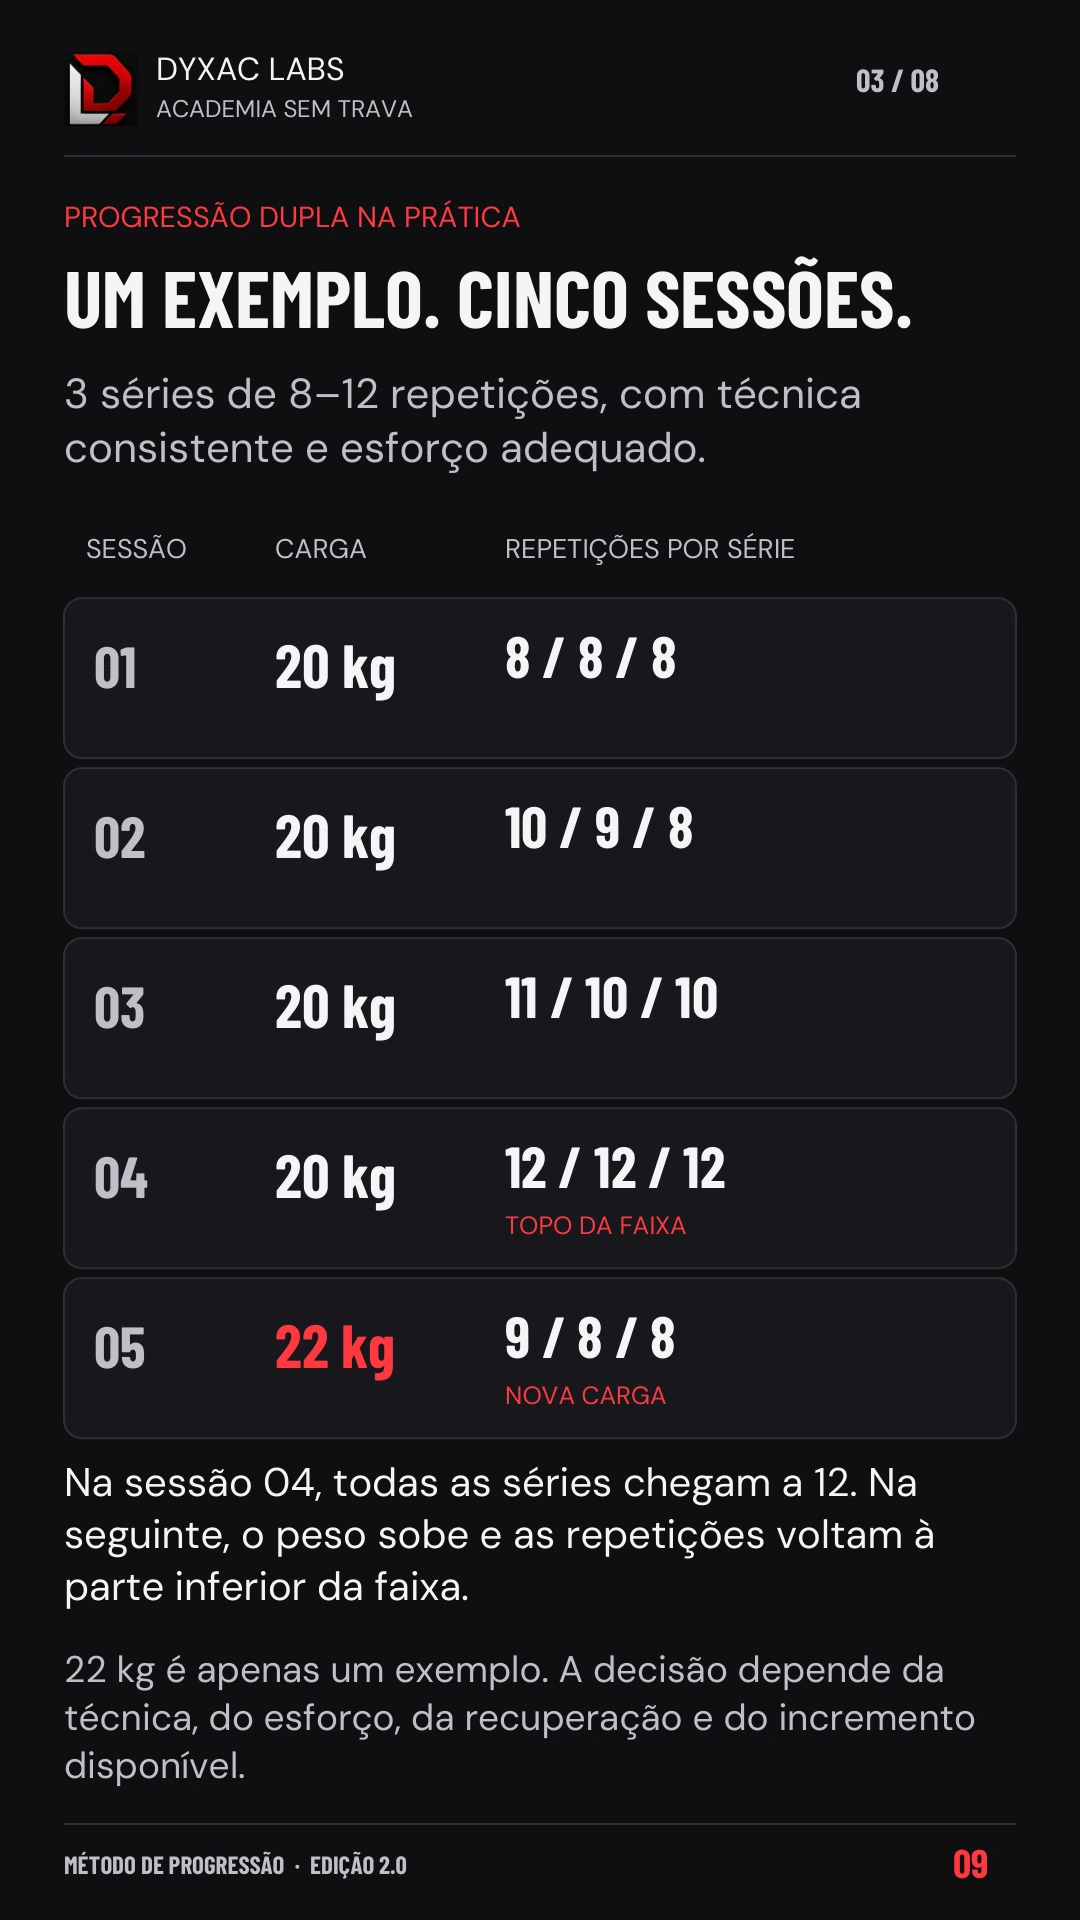 DYXAC LABS
ACADEMIA SEM TRAVA
03 / 08
PROGRESSÃO DUPLA NA PRÁTICA
UM EXEMPLO. CINCO SESSÕES.
3 séries de 8–12 repetições, com técnica
consistente e esforço adequado.
SESSÃO CARGA REPETIÇÕES POR SÉRIE
01 20 kg 8 / 8 / 8
02 20 kg 10 / 9 / 8
03 20 kg 11 / 10 / 10
04 20 kg 12 / 12 / 12
TOPO DA FAIXA
05 22 kg 9 / 8 / 8
NOVA CARGA
Na sessão 04, todas as séries chegam a 12. Na
seguinte, o peso sobe e as repetições voltam à
parte inferior da faixa.
22 kg é apenas um exemplo. A decisão depende da
técnica, do esforço, da recuperação e do incremento
disponível.
MÉTODO DE PROGRESSÃO · EDIÇÃO 2.0
09